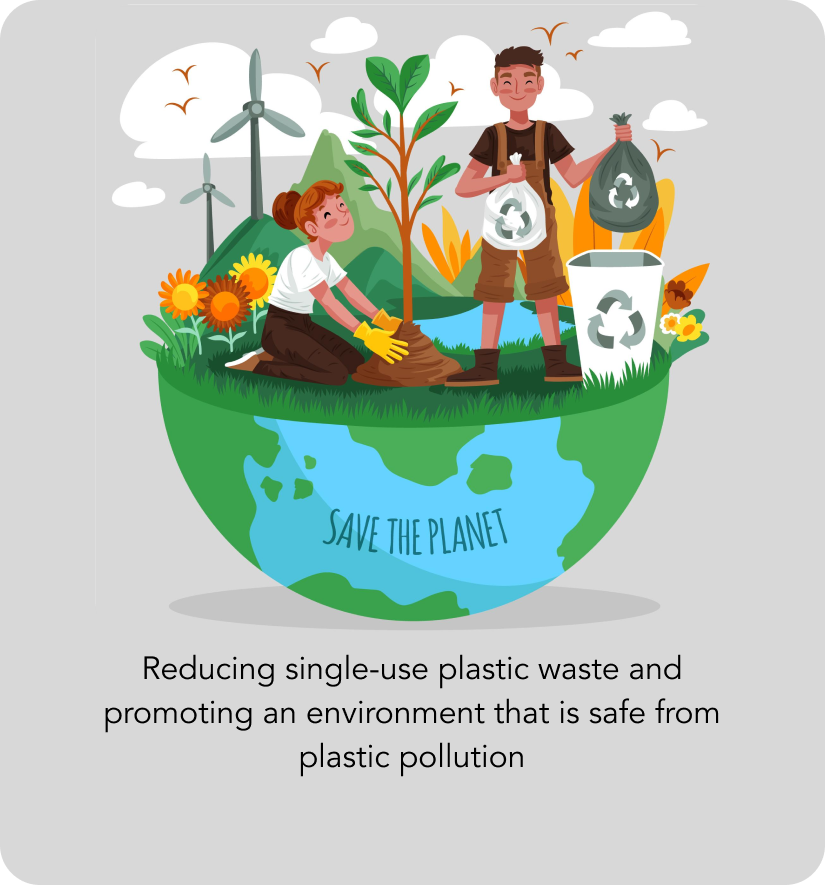 SAVE THE PLANET
Reducing single-use plastic waste and
promoting an environment that is safe from
plastic pollution